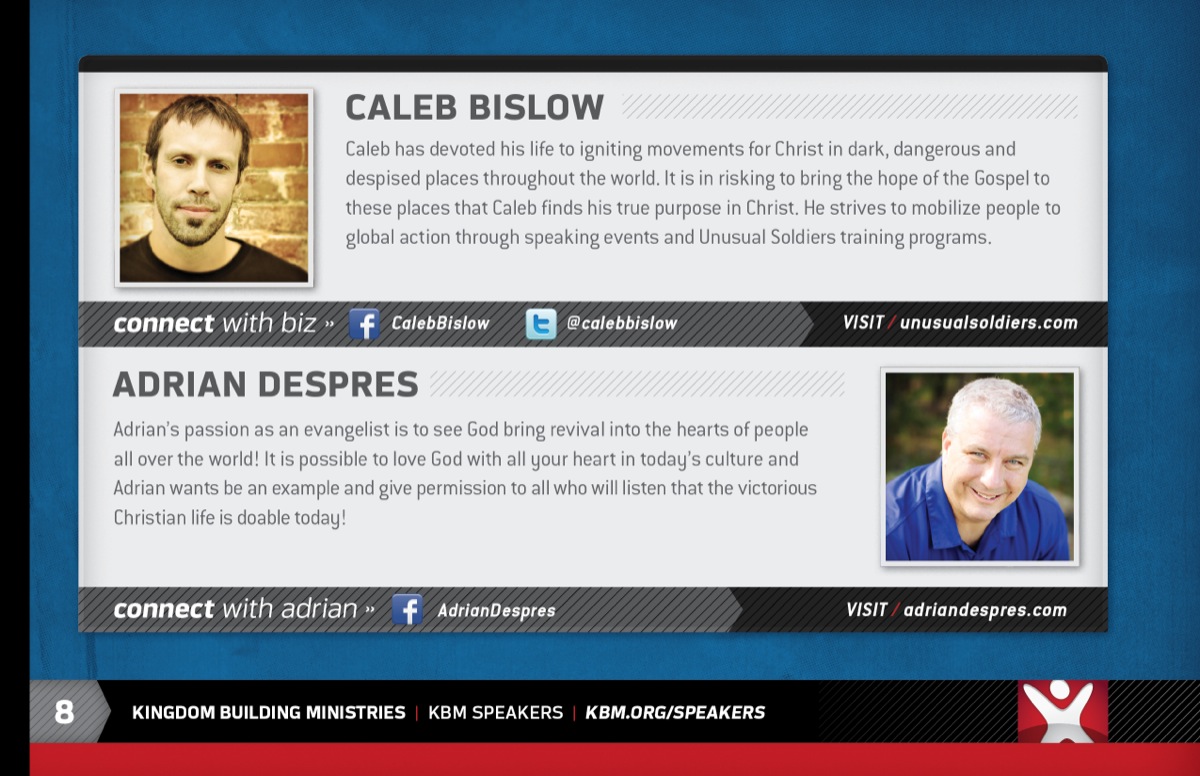 CALEB BISLOW
Caleb has devoted his life to igniting movements for Christ in dark, dangerous and
despised places throughout the world. It is in risking to bring the hope of the Gospel to
these places that Caleb finds his true purpose in Christ. He strives to mobilize people to
global action through speaking events and Unusual Soldiers training programs.
connect with biz » f CalebBislow t @calebbislow VISIT / unusualsoldiers.com
ADRIAN DESPRES
Adrian's passion as an evangelist is to see God bring revival into the hearts of people
all over the world! It is possible to love God with all your heart in today's culture and
Adrian wants be an example and give permission to all who will listen that the victorious
Christian life is doable today!
connect with adrian » f AdrianDespres VISIT / adriandespres.com
8 KINGDOM BUILDING MINISTRIES | KBM SPEAKERS | KBM.ORG/SPEAKERS